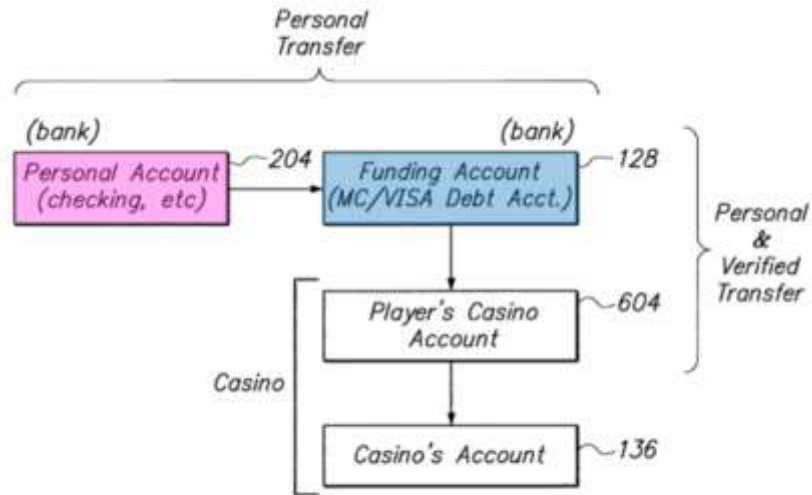 Personal
Transfer
(bank)
(bank)
Personal Account
(checking, etc)
204
Funding Account
(MC/VISA Debt Acct.)
128
Personal
&
Verified
Transfer
Player's Casino
Account
604
Casino
Casino's Account
136